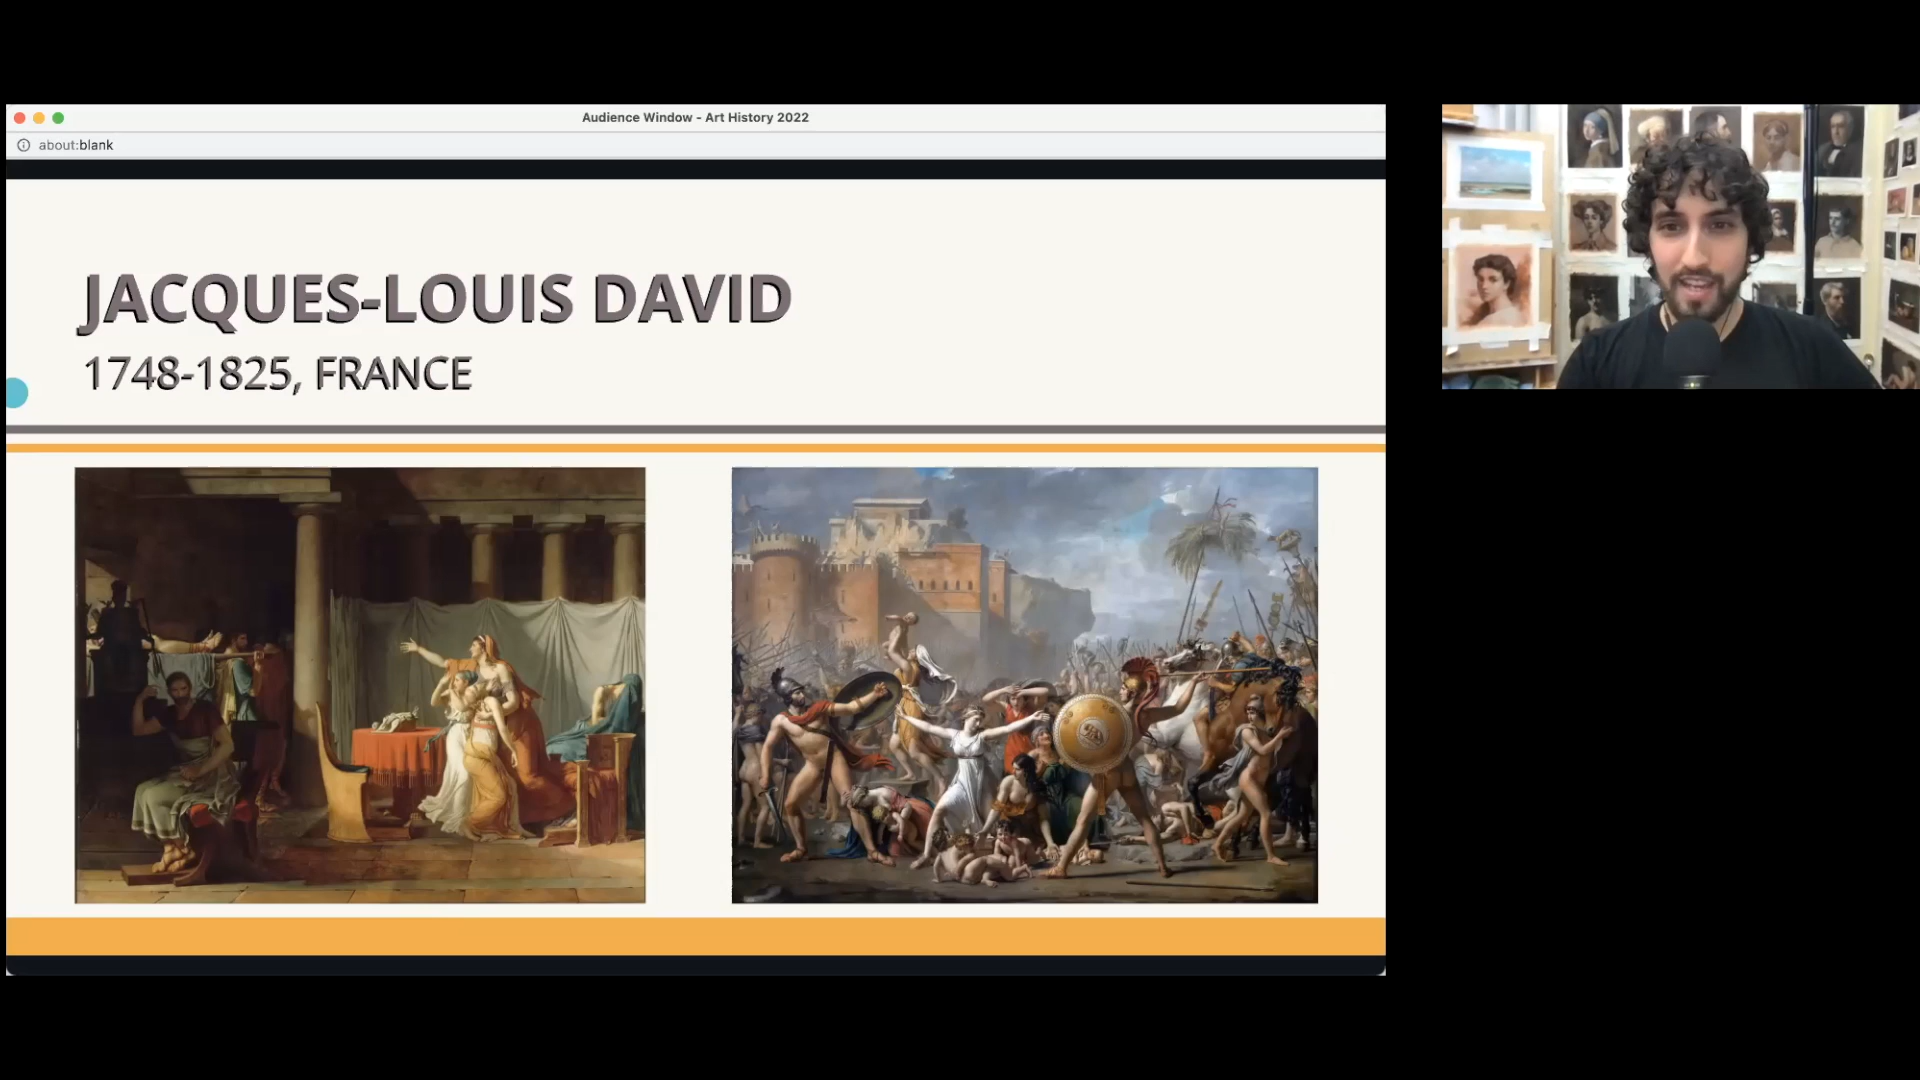 Audience Window - Art History 2022
about:blank
JACQUES-LOUIS DAVID
1748-1825, FRANCE